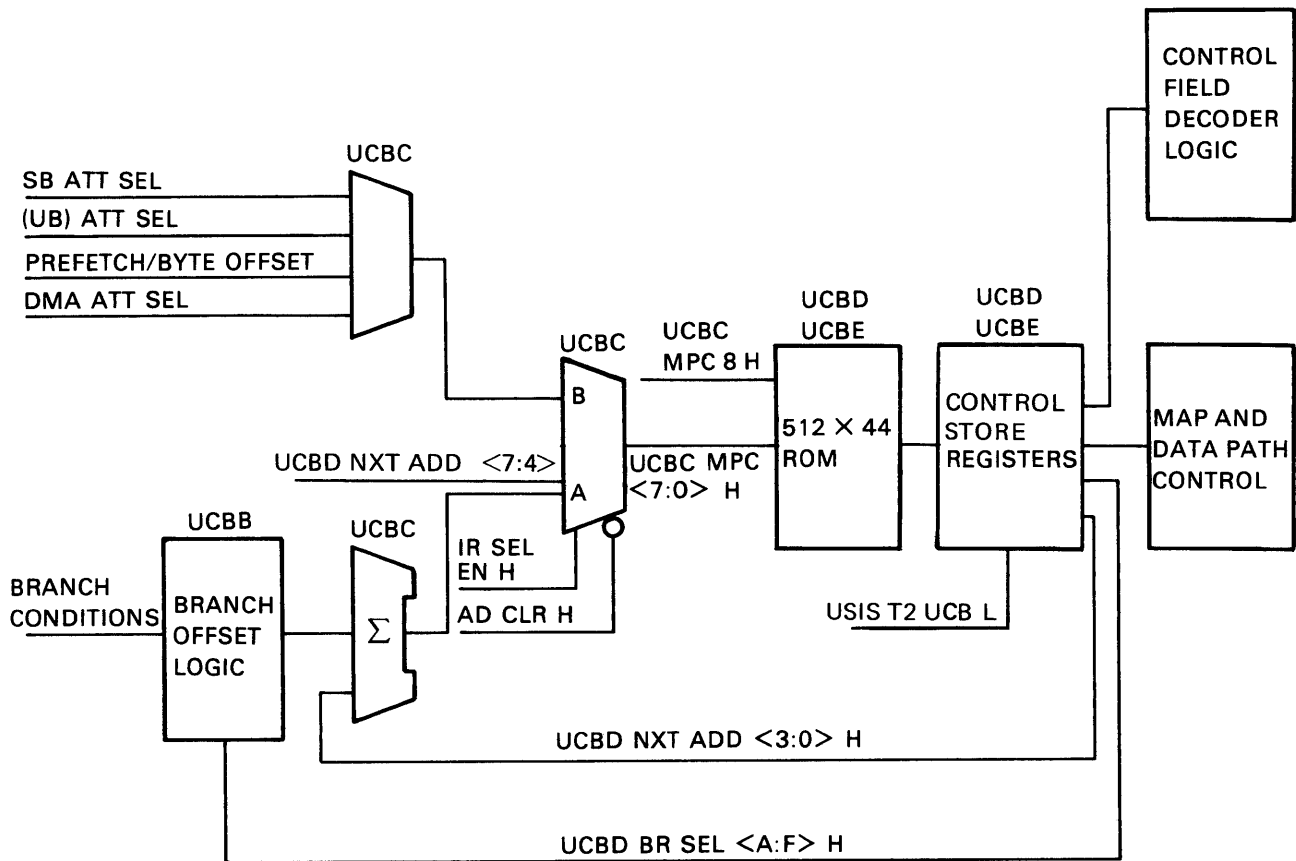 CONTROL
FIELD
DECODER
LOGIC
UCBC
SB ATT SEL
(UB) ATT SEL
PREFETCH/BYTE OFFSET
DMA ATT SEL
UCBD
UCBE
UCBD
UCBE
UCBC
MPC 8 H
UCBC
B
A
UCBD NXT ADD <7:4>
UCBC MPC
<7:0> H
512 × 44
ROM
CONTROL
STORE
REGISTERS
MAP AND
DATA PATH
CONTROL
UCBB
UCBC
IR SEL
EN H
AD CLR H
BRANCH
CONDITIONS
BRANCH
OFFSET
LOGIC
Σ
USIS T2 UCB L
UCBD NXT ADD <3:0> H
UCBD BR SEL <A:F> H